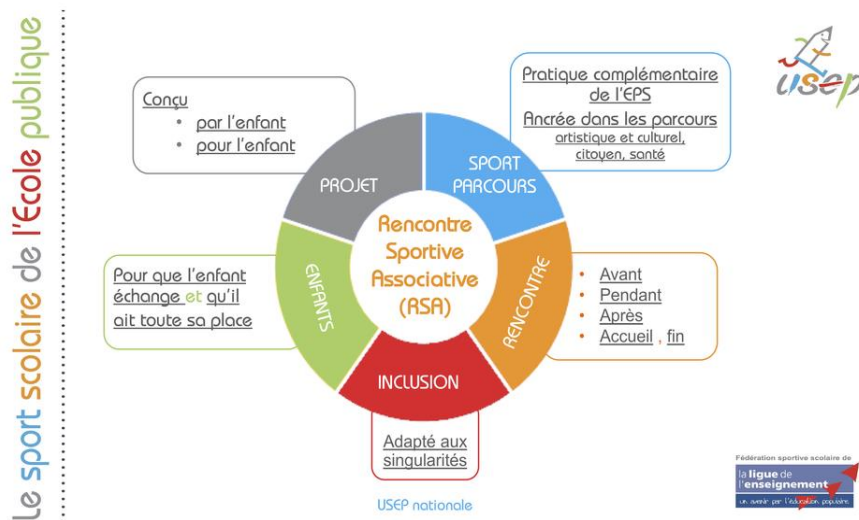 Le sport scolaire de l'Ecole publique
usep
Conçu
• par l'enfant
• pour l'enfant
Pratique complémentaire
de l'EPS
Ancrée dans les parcours
artistique et culturel,
citoyen, santé
PROJET
SPORT
PARCOURS
Rencontre
Sportive
Associative
(RSA)
Pour que l'enfant
échange et qu'il
ait toute sa place
ENFANTS
RENCONTRE
• Avant
• Pendant
• Après
• Accueil , fin
INCLUSION
Adapté aux
singularités
USEP nationale
Fédération sportive scolaire de
la ligue de
l'enseignement
un avenir par l'éducation populaire